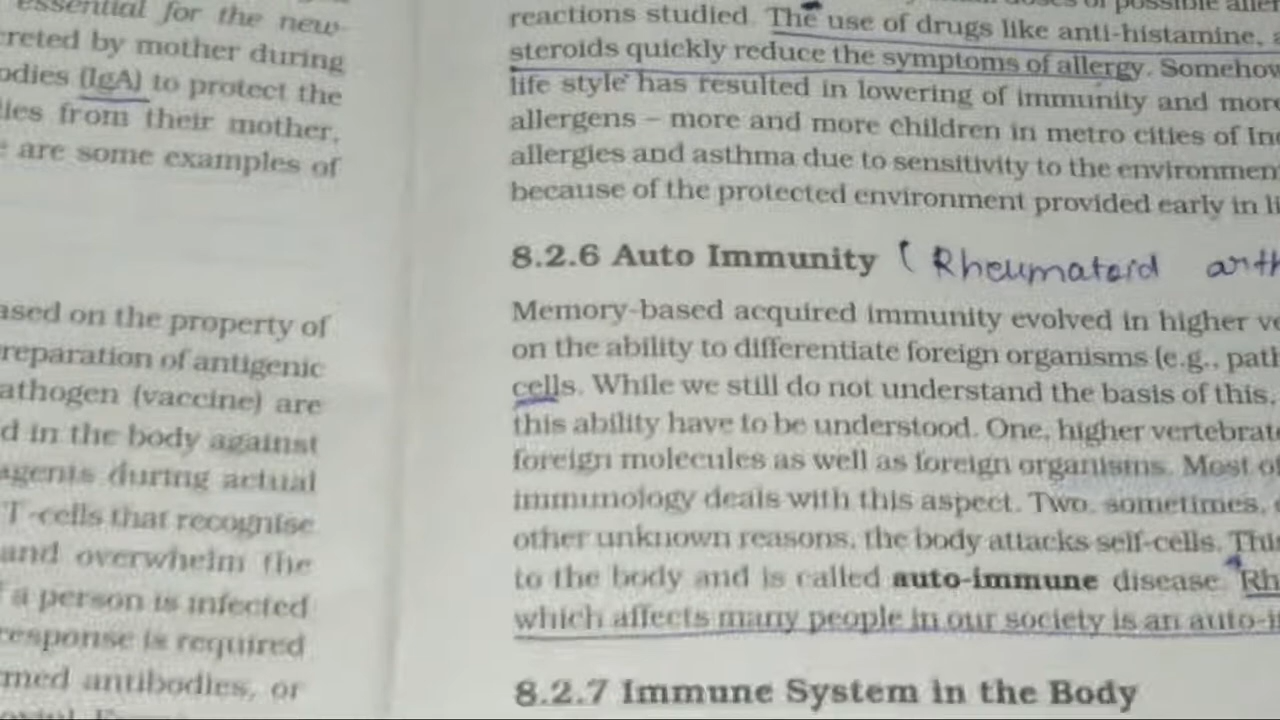 essential for the new-
creted by mother during
odies (IgA) to protect the
ies from their mother,
are some examples of
ased on the property of
reparation of antigenic
athogen (vaccine) are
d in the body against
agents during actual
T-cells that recognise
and overwhelm the
a person is infected
response is required
med antibodies, or
reactions studied. The use of drugs like anti-histamine,
steroids quickly reduce the symptoms of allergy. Somehow
life style has resulted in lowering of immunity and more
allergens – more and more children in metro cities of In
allergies and asthma due to sensitivity to the environmen
because of the protected environment provided early in li
8.2.6 Auto Immunity ( Rheumatoid arth
Memory-based acquired immunity evolved in higher ve
on the ability to differentiate foreign organisms (e.g., path
cells. While we still do not understand the basis of this,
this ability have to be understood. One, higher vertebrate
foreign molecules as well as foreign organisms. Most of
immunology deals with this aspect. Two, sometimes,
other unknown reasons, the body attacks self-cells. This
to the body and is called auto-immune disease. Rh
which affects many people in our society is an auto-i
8.2.7 Immune System in the Body